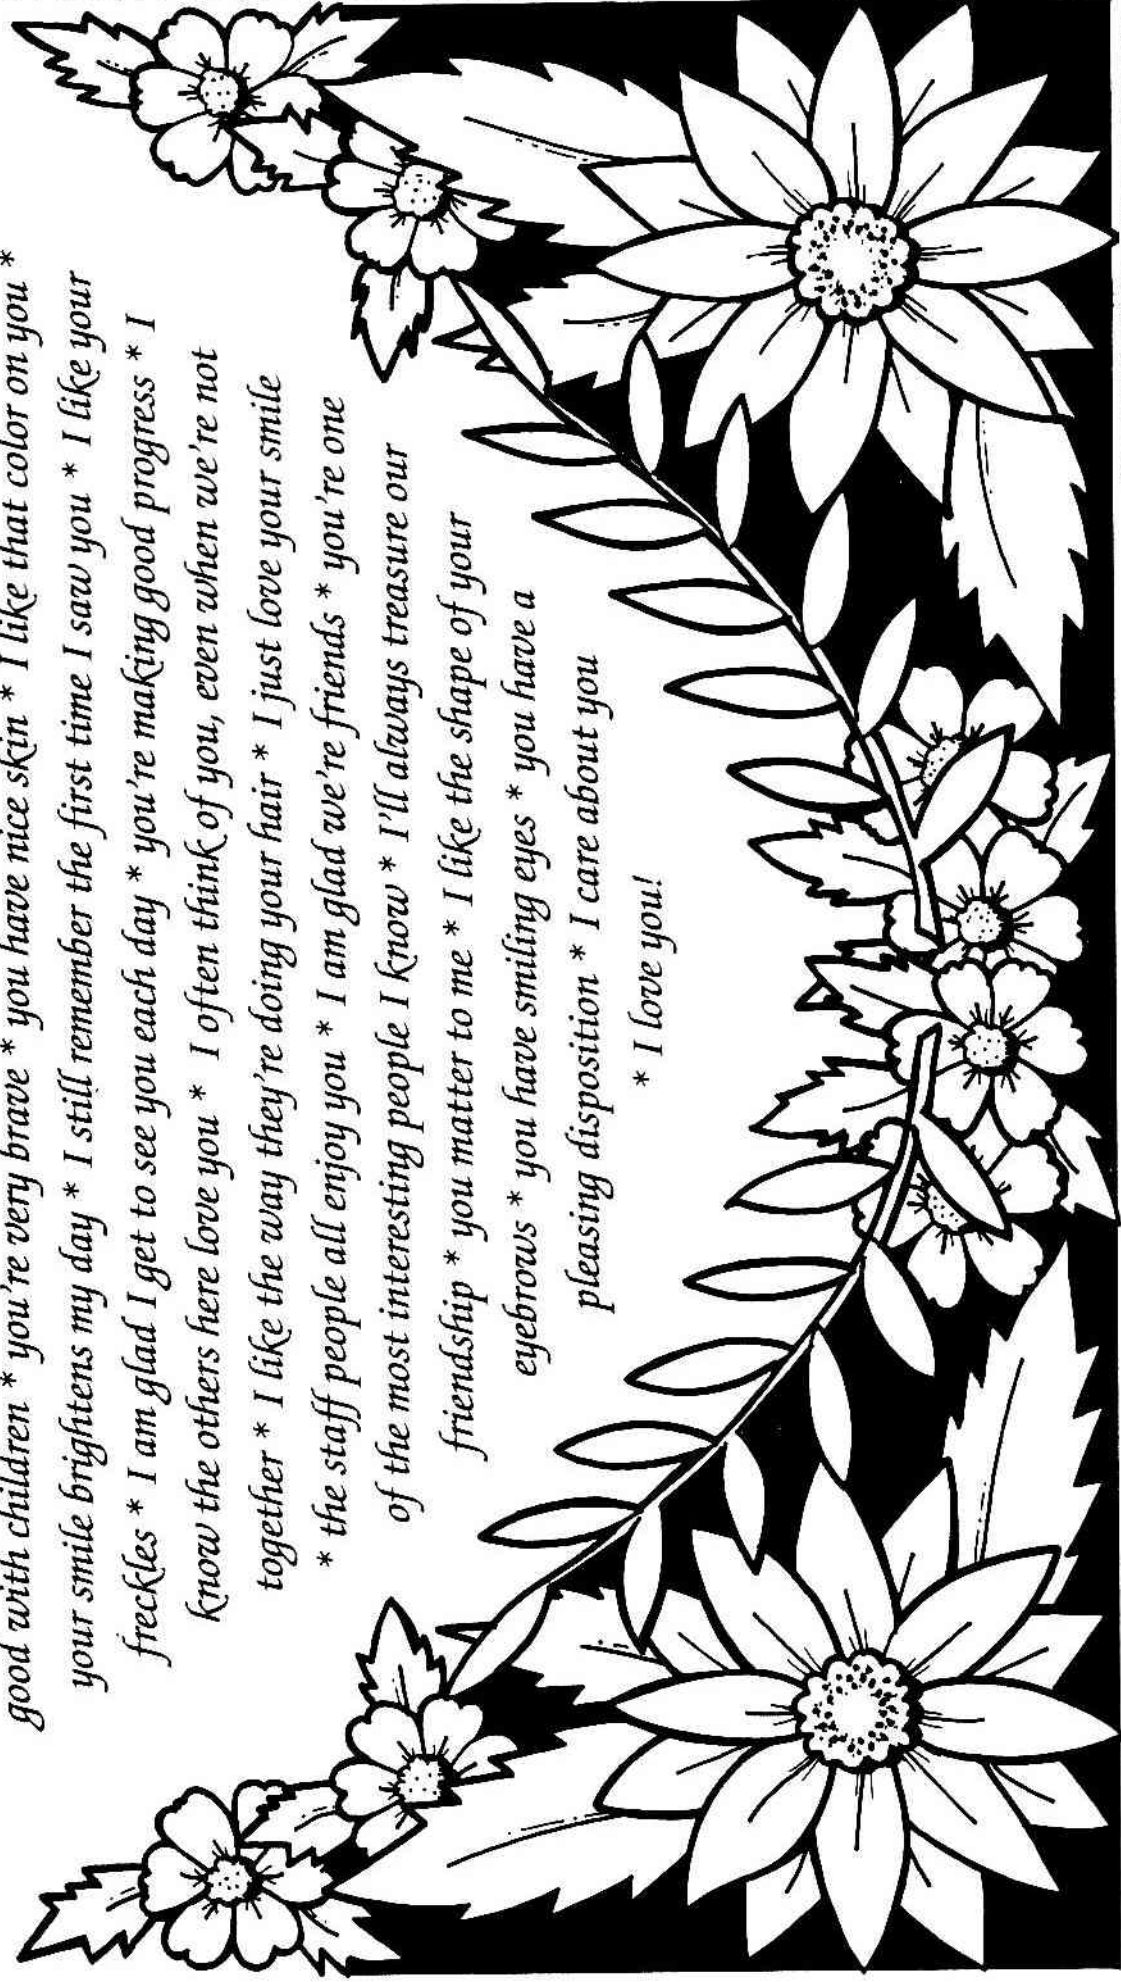 good with children * you're very brave * you have nice skin * I like that color on you *
your smile brightens my day * I still remember the first time I saw you * I like your
freckles * I am glad I get to see you each day * you're making good progress * I
know the others here love you * I often think of you, even when we're not
together * I like the way they're doing your hair * I just love your smile
* the staff people all enjoy you * I am glad we're friends * you're one
of the most interesting people I know * I'll always treasure our
friendship * you matter to me * I like the shape of your
eyebrows * you have smiling eyes * you have a
pleasing disposition * I care about you
* I love you!